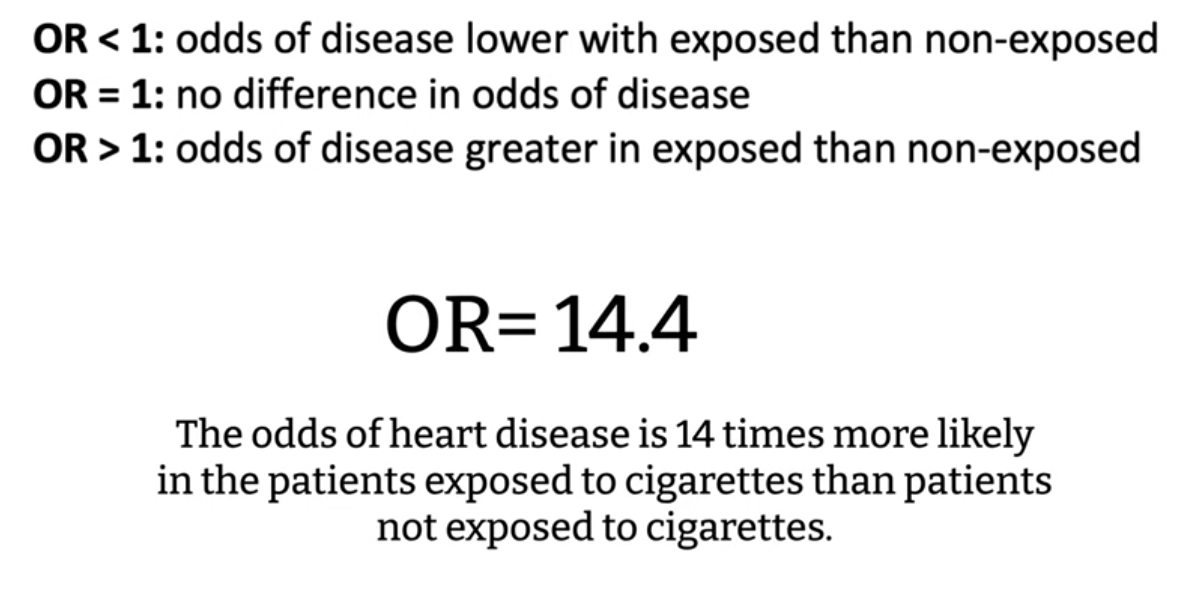 OR < 1: odds of disease lower with exposed than non-exposed
OR = 1: no difference in odds of disease
OR > 1: odds of disease greater in exposed than non-exposed
OR= 14.4
The odds of heart disease is 14 times more likely
in the patients exposed to cigarettes than patients
not exposed to cigarettes.